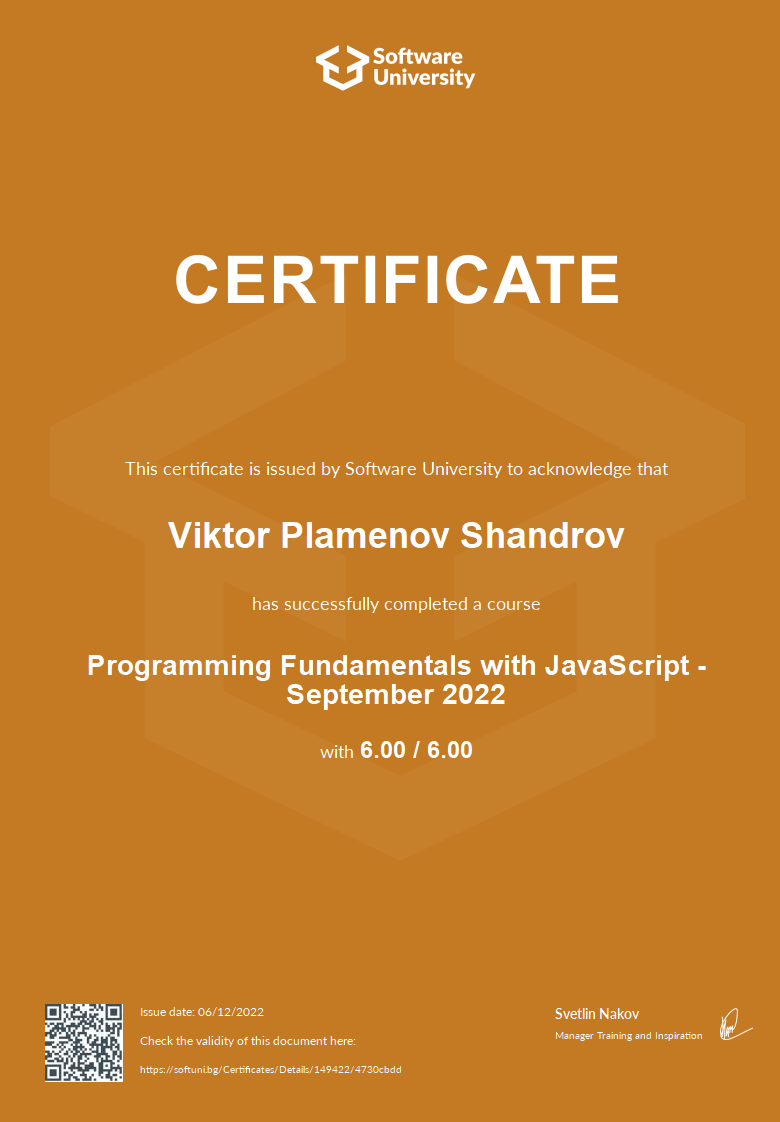 Software
University
CERTIFICATE
This certificate is issued by Software University to acknowledge that
Viktor Plamenov Shandrov
has successfully completed a course
Programming Fundamentals with JavaScript -
September 2022
with 6.00 / 6.00
Issue date: 06/12/2022
Check the validity of this document here:
https://softuni.bg/Certificates/Details/149422/4730cbdd
Svetlin Nakov
Manager Training and Inspiration